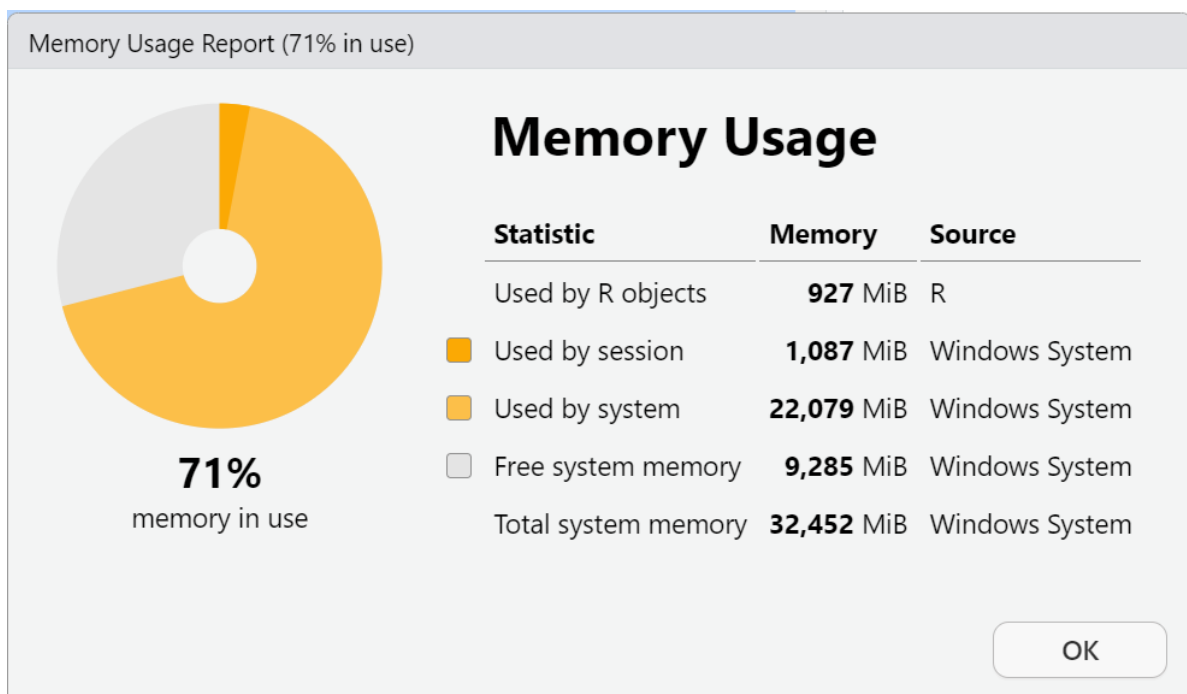 Memory Usage Report (71% in use)
Memory Usage
Statistic Memory Source
Used by R objects 927 MiB R
Used by session 1,087 MiB Windows System
Used by system 22,079 MiB Windows System
Free system memory 9,285 MiB Windows System
Total system memory 32,452 MiB Windows System
71%
memory in use
OK